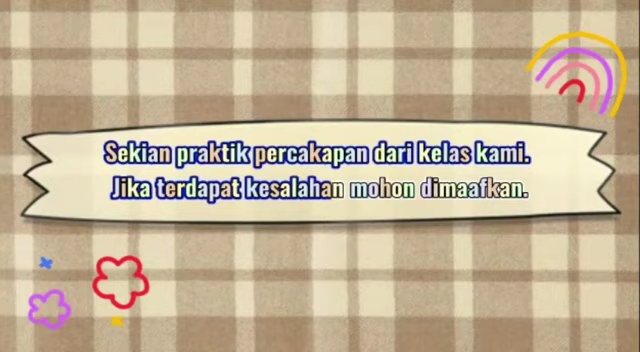 Sekian praktik percakapan dari kelas kami.
Jika terdapat kesalahan mohon dimaafkan.